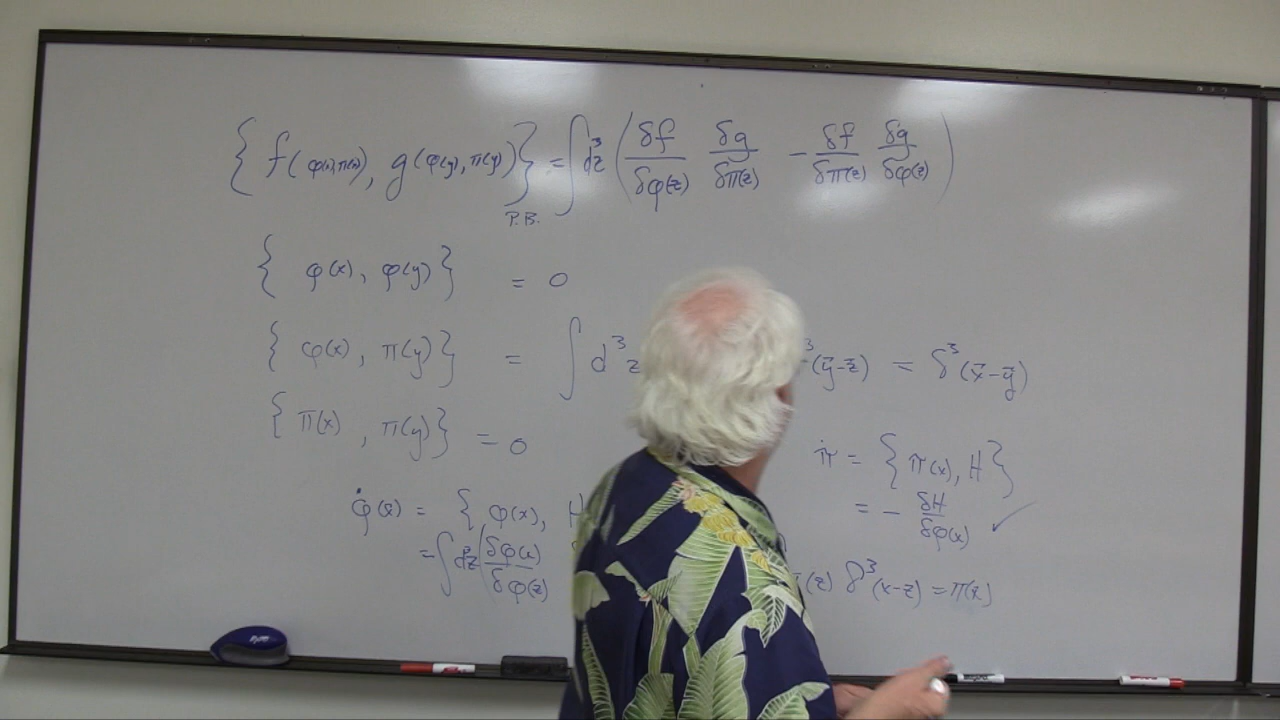 { f(φ(x),π(x)), g(φ(y),π(y)) }_P.B. = ∫ d³z ( δf/δφ(z) δg/δπ(z) − δf/δπ(z) δg/δφ(z) )
{ φ(x), φ(y) } = 0
{ φ(x), π(y) } = ∫ d³z ³(y⃗−z⃗) = δ³(x⃗−y⃗)
{ π(x), π(y) } = 0
π̇ = { π(x), H }
= − δH/δφ(x) ✓
φ̇(x) = { φ(x), H
= ∫ d³z ( δφ(x)/δφ(z) (z) δ³(x−z) = π(x)